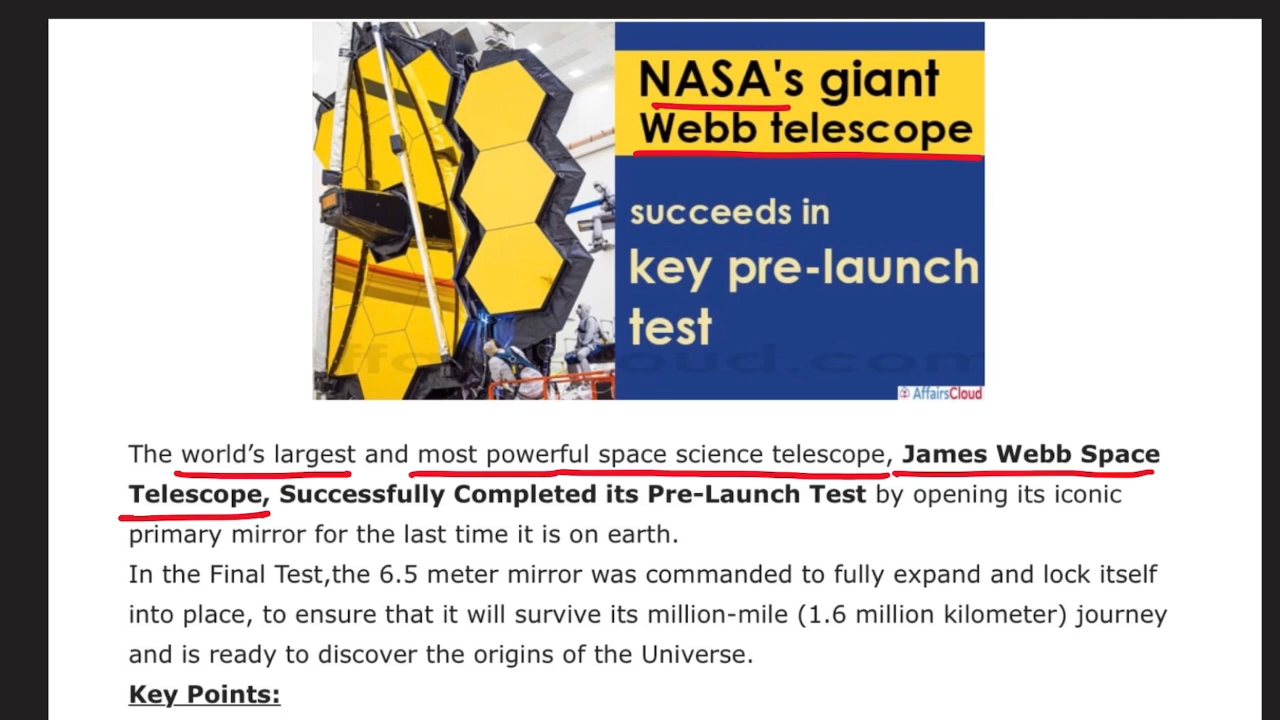 NASA's giant
Webb telescope
succeeds in
key pre-launch
test
AffairsCloud
The world’s largest and most powerful space science telescope, James Webb Space
Telescope, Successfully Completed its Pre-Launch Test by opening its iconic
primary mirror for the last time it is on earth.
In the Final Test,the 6.5 meter mirror was commanded to fully expand and lock itself
into place, to ensure that it will survive its million-mile (1.6 million kilometer) journey
and is ready to discover the origins of the Universe.
Key Points: